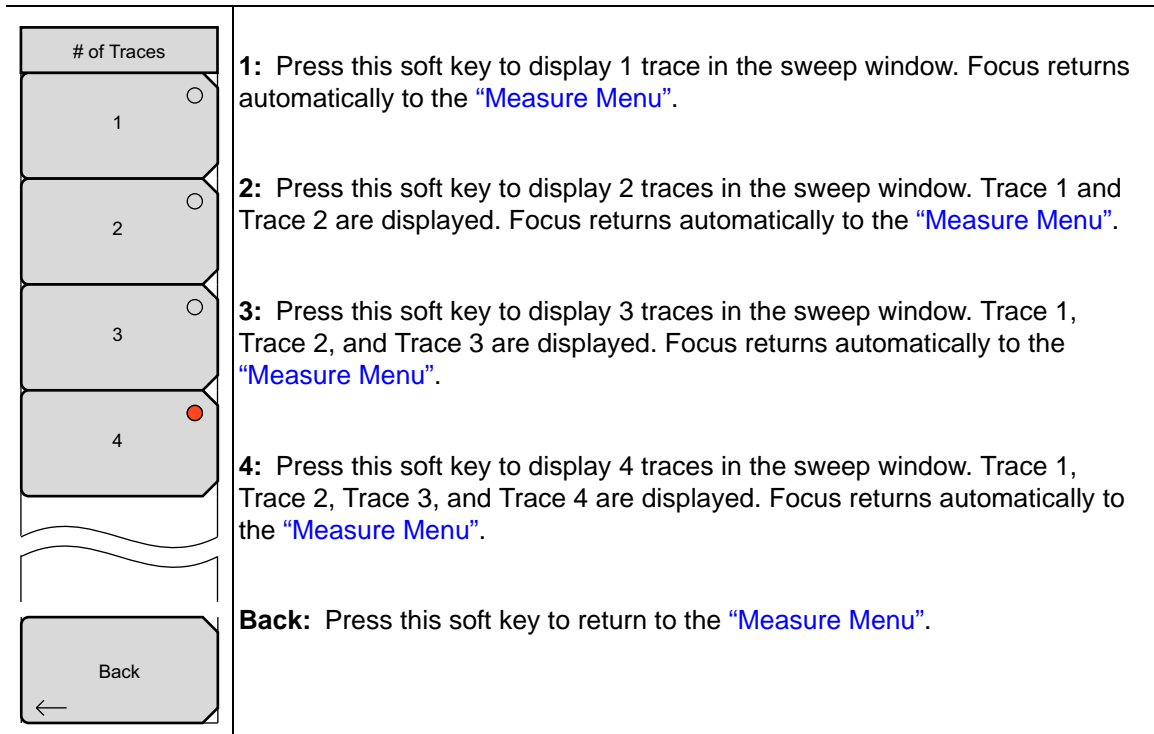 # of Traces
1
2
3
4
Back
1: Press this soft key to display 1 trace in the sweep window. Focus returns
automatically to the “Measure Menu”.
2: Press this soft key to display 2 traces in the sweep window. Trace 1 and
Trace 2 are displayed. Focus returns automatically to the “Measure Menu”.
3: Press this soft key to display 3 traces in the sweep window. Trace 1,
Trace 2, and Trace 3 are displayed. Focus returns automatically to the
“Measure Menu”.
4: Press this soft key to display 4 traces in the sweep window. Trace 1,
Trace 2, Trace 3, and Trace 4 are displayed. Focus returns automatically to
the “Measure Menu”.
Back: Press this soft key to return to the “Measure Menu”.